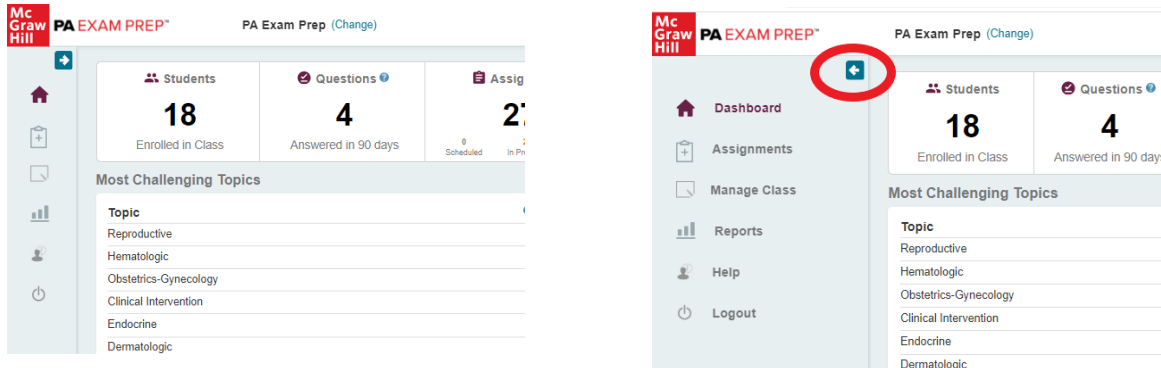 Mc
Graw
Hill
PA EXAM PREP™
PA Exam Prep (Change)
Students
18
Enrolled in Class
Questions
4
Answered in 90 days
Assig
27
0
Scheduled
In Pr
Most Challenging Topics
Topic
Reproductive
Hematologic
Obstetrics-Gynecology
Clinical Intervention
Endocrine
Dermatologic
Mc
Graw
Hill
PA EXAM PREP™
PA Exam Prep (Change)
Dashboard
Assignments
Manage Class
Reports
Help
Logout
Students
18
Enrolled in Class
Questions
4
Answered in 90 days
Most Challenging Topics
Topic
Reproductive
Hematologic
Obstetrics-Gynecology
Clinical Intervention
Endocrine
Dermatologic